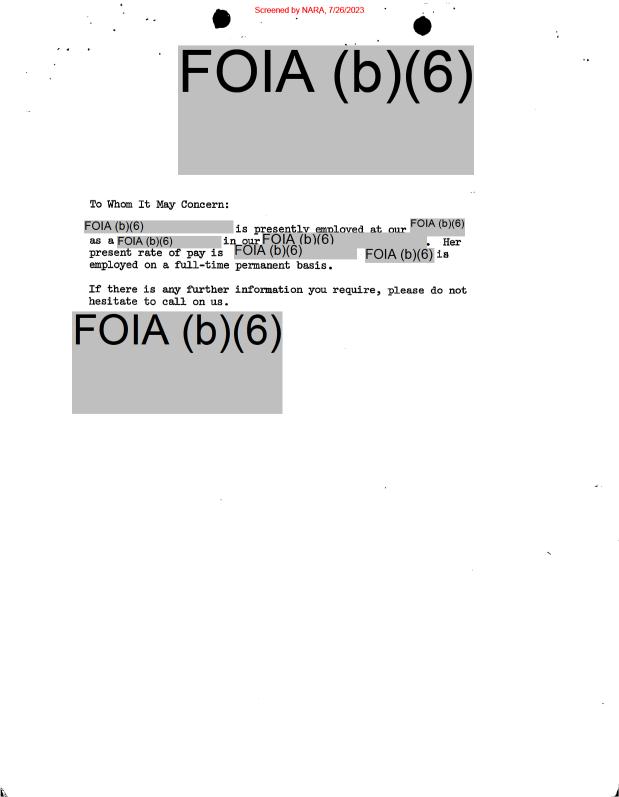 Screened by NARA, 7/26/2023
FOIA (b)(6)
To Whom It May Concern:
FOIA (b)(6) is presently employed at our FOIA (b)(6)
as a FOIA (b)(6) in our FOIA (b)(6) . Her
present rate of pay is FOIA (b)(6) FOIA (b)(6) is
employed on a full-time permanent basis.
If there is any further information you require, please do not
hesitate to call on us.
FOIA (b)(6)